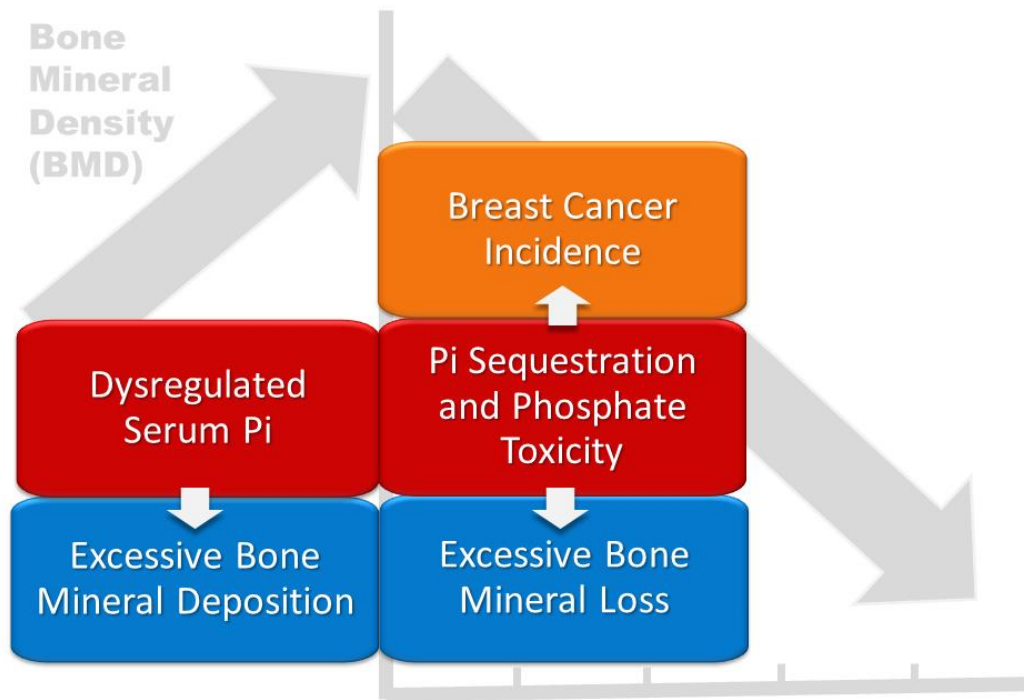 Bone
Mineral
Density
(BMD)
Breast Cancer
Incidence
Dysregulated
Serum Pi
Pi Sequestration
and Phosphate
Toxicity
Excessive Bone
Mineral Deposition
Excessive Bone
Mineral Loss